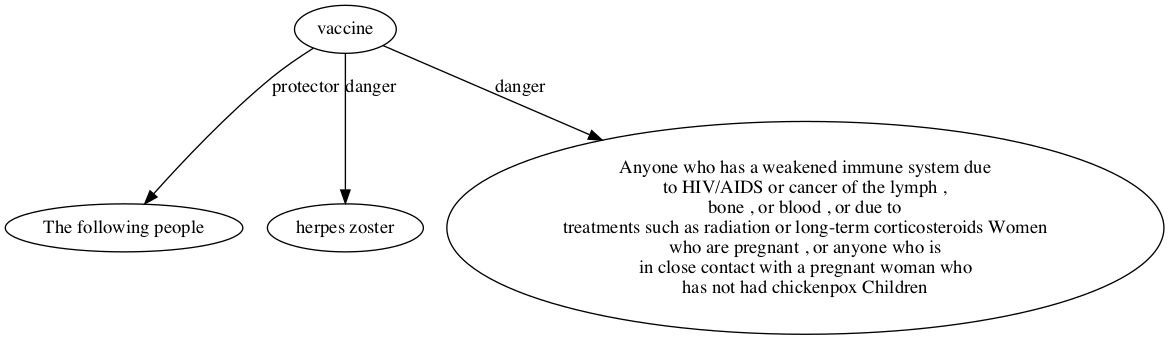 vaccine
protector
danger
danger
The following people
herpes zoster
Anyone who has a weakened immune system due
to HIV/AIDS or cancer of the lymph ,
bone , or blood , or due to
treatments such as radiation or long-term corticosteroids Women
who are pregnant , or anyone who is
in close contact with a pregnant woman who
has not had chickenpox Children